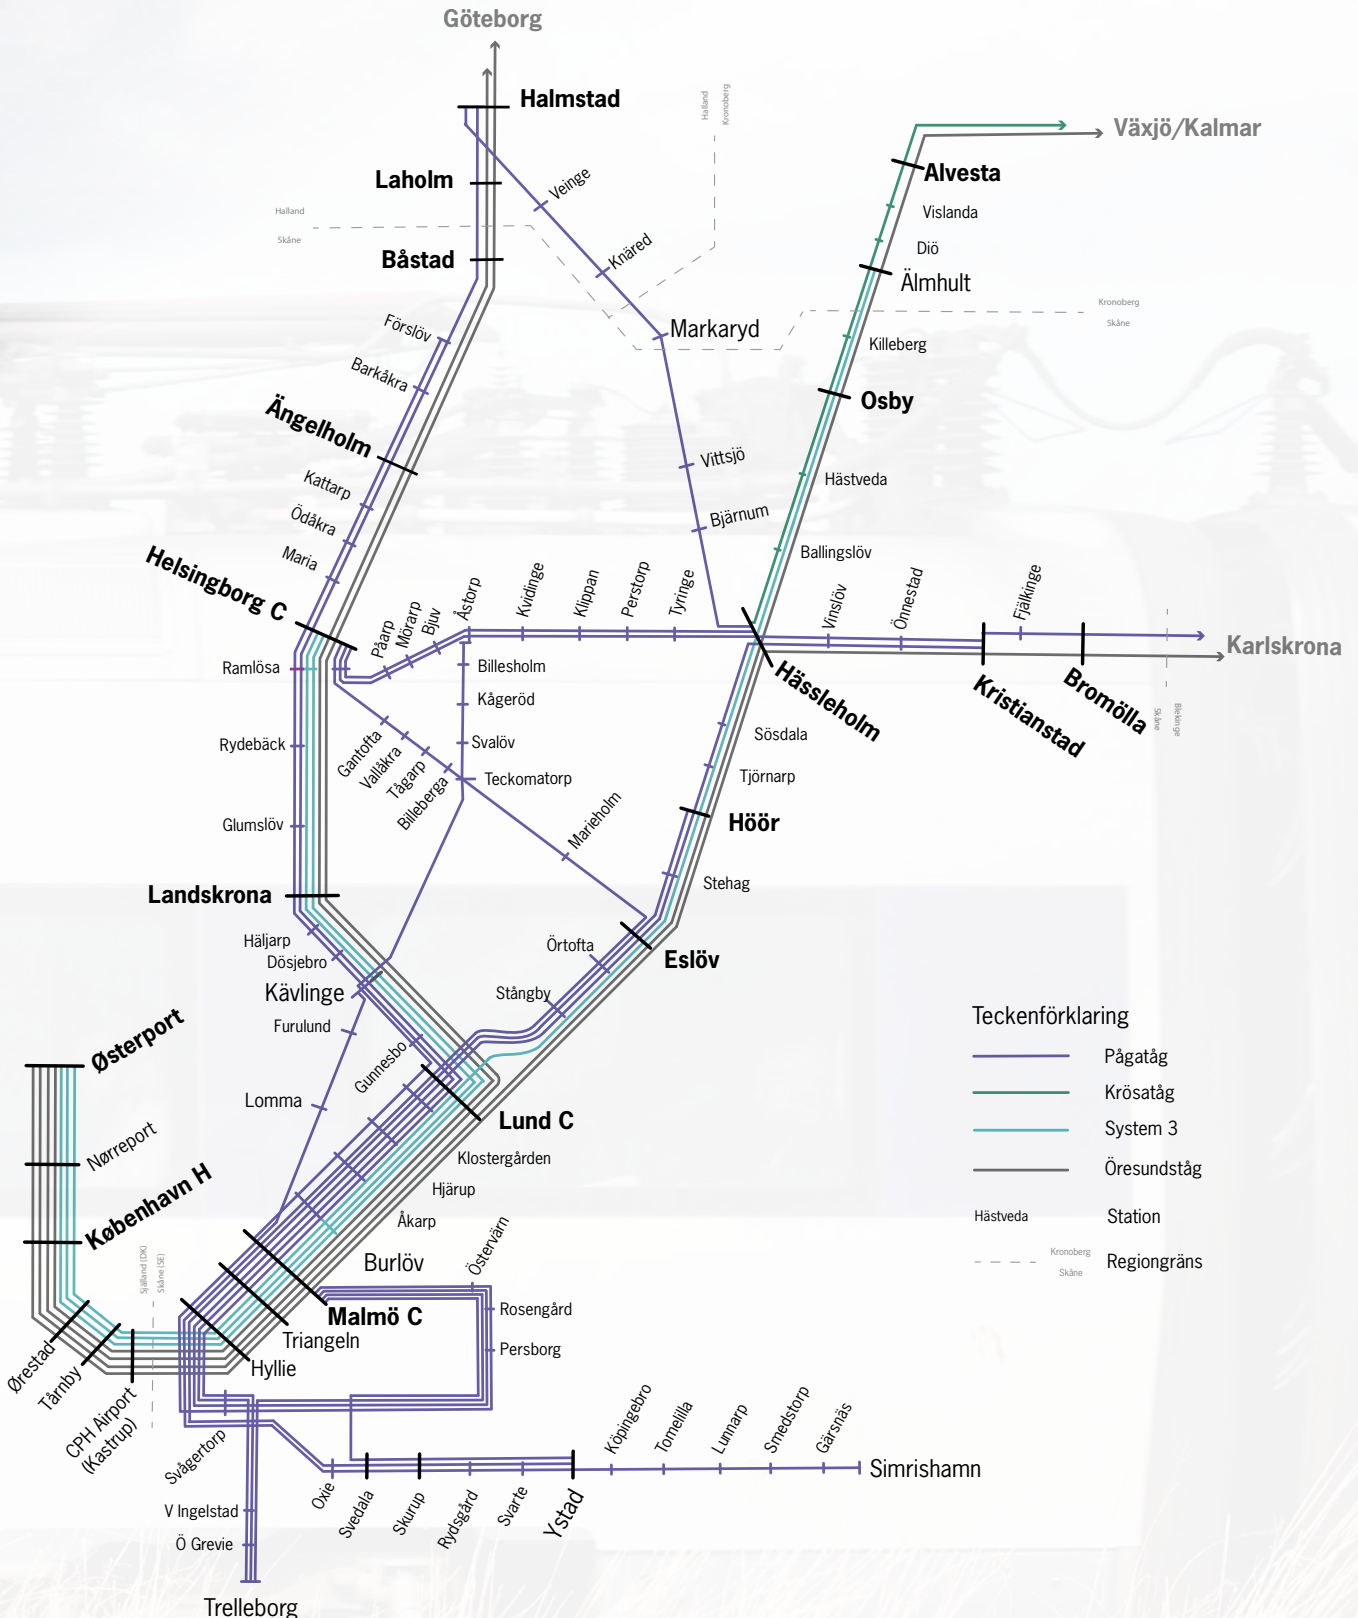 Göteborg
Halmstad
Halland
Kronoberg
Växjö/Kalmar
Laholm
Veinge
Alvesta
Halland
Skåne
Vislanda
Båstad
Knäred
Diö
Älmhult
Kronoberg
Skåne
Förslöv
Markaryd
Killeberg
Barkåkra
Osby
Ängelholm
Vittsjö
Kattarp
Hästveda
Ödåkra
Bjärnum
Maria
Ballingslöv
Helsingborg C
Påarp
Mörarp
Bjuv
Åstorp
Kvidinge
Klippan
Perstorp
Tyringe
Vinslöv
Önnestad
Fjälkinge
Karlskrona
Ramlösa
Billesholm
Hässleholm
Kristianstad
Bromölla
Skåne
Blekinge
Kågeröd
Rydebäck
Gantofta
Vallåkra
Tågarp
Billeberga
Svalöv
Teckomatorp
Sösdala
Tjörnarp
Glumslöv
Marieholm
Höör
Landskrona
Stehag
Häljarp
Dösjebro
Örtofta
Eslöv
Kävlinge
Stångby
Furulund
Østerport
Gunnesbo
Lomma
Lund C
Nørreport
Klostergården
København H
Hjärup
Åkarp
Själland (DK)
Skåne (SE)
Burlöv
Östervärn
Malmö C
Rosengård
Triangeln
Persborg
Hyllie
Ørestad
Tårnby
CPH Airport
(Kastrup)
Svågertorp
Köpingebro
Tomelilla
Lunnarp
Smedstorp
Gärsnäs
Simrishamn
Oxie
Svedala
Skurup
Rydsgård
Svarte
Ystad
V Ingelstad
Ö Grevie
Trelleborg
Teckenförklaring
Pågatåg
Krösatåg
System 3
Öresundståg
Hästveda
Station
Kronoberg
Skåne
Regiongräns